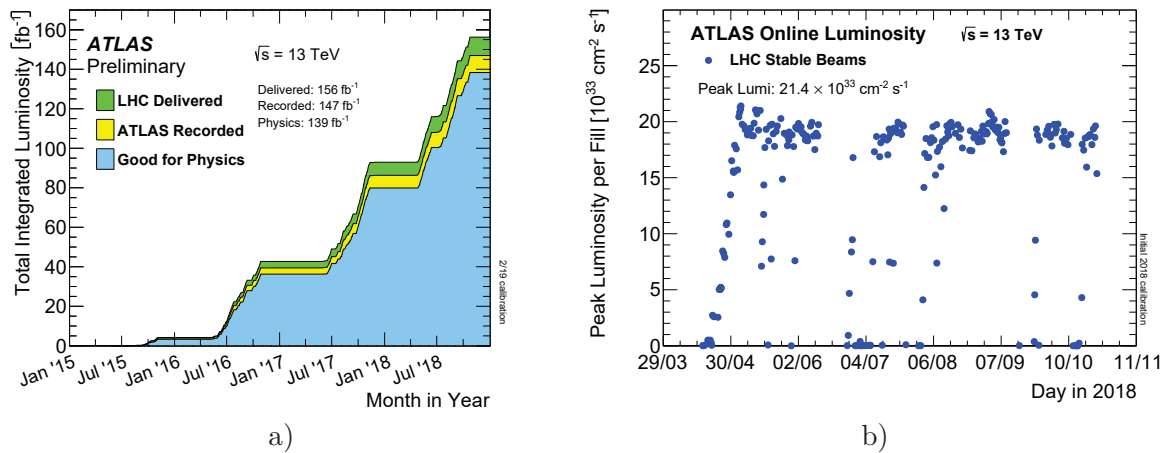 Total Integrated Luminosity [fb⁻¹]
160
140
120
100
80
60
40
20
0
ATLAS
Preliminary
√s = 13 TeV
Delivered: 156 fb⁻¹
Recorded: 147 fb⁻¹
Physics: 139 fb⁻¹
LHC Delivered
ATLAS Recorded
Good for Physics
2/19 calibration
Jan '15
Jul '15
Jan '16
Jul '16
Jan '17
Jul '17
Jan '18
Jul '18
Month in Year
a)
Peak Luminosity per Fill [10³³ cm⁻² s⁻¹]
25
20
15
10
5
0
ATLAS Online Luminosity
√s = 13 TeV
LHC Stable Beams
Peak Lumi: 21.4 × 10³³ cm⁻² s⁻¹
Initial 2018 calibration
29/03
30/04
02/06
04/07
06/08
07/09
10/10
11/11
Day in 2018
b)